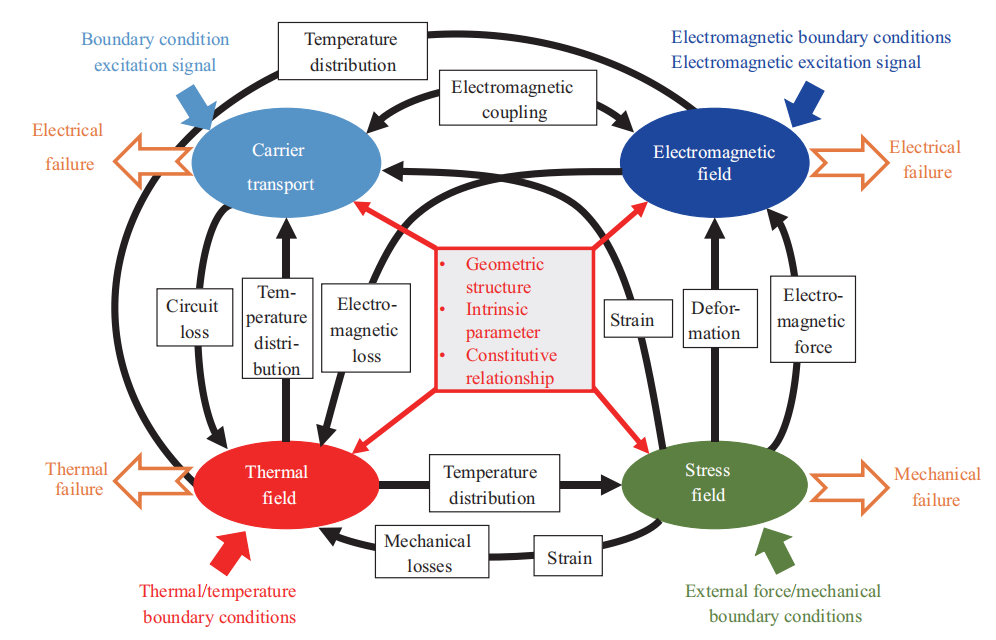 Boundary condition
excitation signal
Temperature
distribution
Electromagnetic boundary conditions
Electromagnetic excitation signal
Electromagnetic
coupling
Electrical
failure
Carrier
transport
Electromagnetic
field
Electrical
failure
Circuit
loss
Tem-
perature
distri-
bution
Electro-
magnetic
loss
• Geometric
structure
• Intrinsic
parameter
• Constitutive
relationship
Strain
Defor-
mation
Electro-
magnetic
force
Thermal
failure
Thermal
field
Temperature
distribution
Stress
field
Mechanical
failure
Mechanical
losses
Strain
Thermal/temperature
boundary conditions
External force/mechanical
boundary conditions